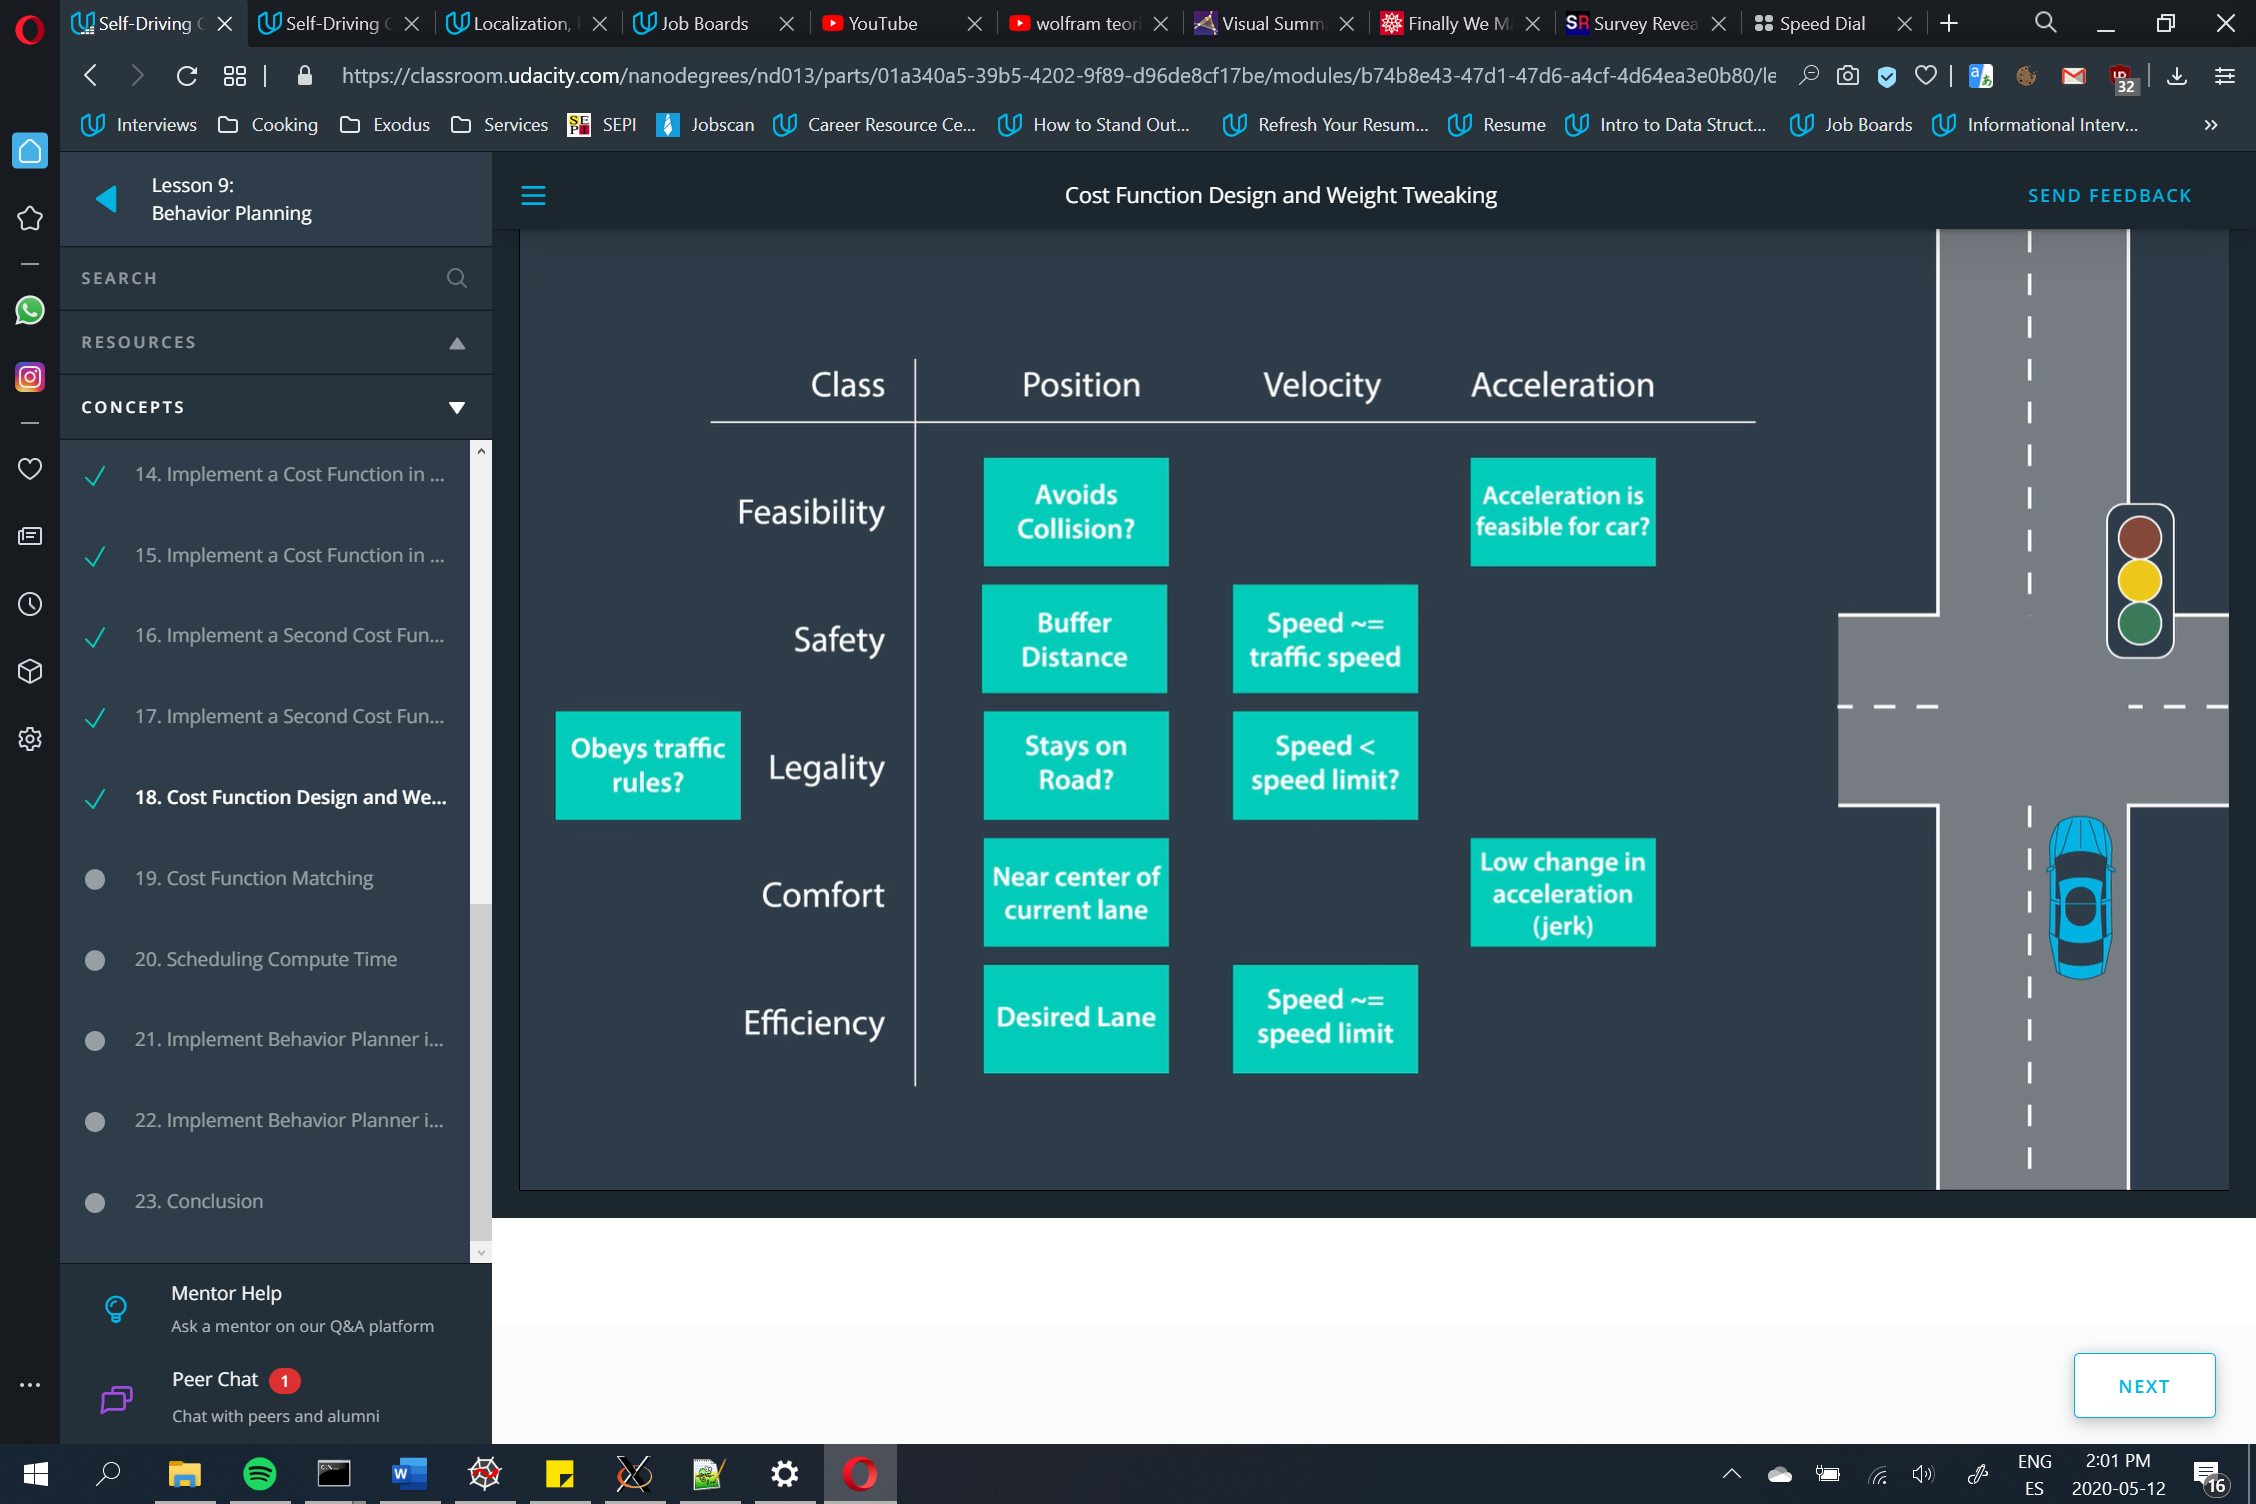 Self-Driving C
Self-Driving C
Localization,
Job Boards
YouTube
wolfram teori
Visual Summ
Finally We M
SR Survey Revea
Speed Dial
https://classroom.udacity.com/nanodegrees/nd013/parts/01a340a5-39b5-4202-9f89-d96de8cf17be/modules/b74b8e43-47d1-47d6-a4cf-4d64ea3e0b80/le
32
Interviews
Cooking
Exodus
Services
SEPI
SEPI
Jobscan
Career Resource Ce...
How to Stand Out...
Refresh Your Resum...
Resume
Intro to Data Struct...
Job Boards
Informational Interv...
Lesson 9:
Behavior Planning
SEARCH
RESOURCES
CONCEPTS
14. Implement a Cost Function in ...
15. Implement a Cost Function in ...
16. Implement a Second Cost Fun...
17. Implement a Second Cost Fun...
18. Cost Function Design and We...
19. Cost Function Matching
20. Scheduling Compute Time
21. Implement Behavior Planner i...
22. Implement Behavior Planner i...
23. Conclusion
Mentor Help
Ask a mentor on our Q&A platform
Peer Chat 1
Chat with peers and alumni
Cost Function Design and Weight Tweaking
SEND FEEDBACK
Class Position Velocity Acceleration
Feasibility
Avoids
Collision?
Acceleration is
feasible for car?
Safety
Buffer
Distance
Speed ~=
traffic speed
Obeys traffic
rules?
Legality
Stays on
Road?
Speed <
speed limit?
Comfort
Near center of
current lane
Low change in
acceleration
(jerk)
Efficiency
Desired Lane
Speed ~=
speed limit
NEXT
W
ENG
ES
2:01 PM
2020-05-12
16